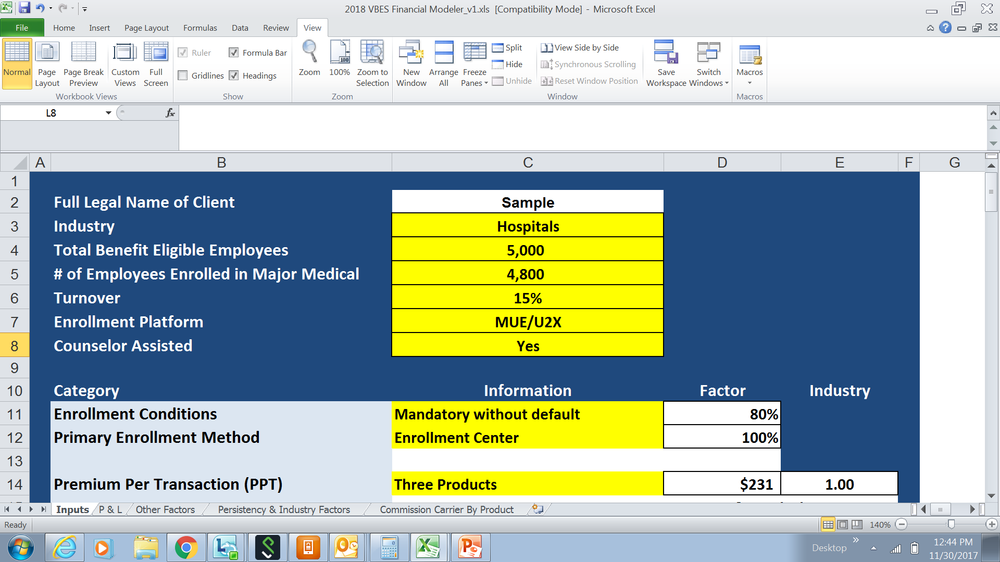 2018 VBES Financial Modeler_v1.xls [Compatibility Mode] - Microsoft Excel
File Home Insert Page Layout Formulas Data Review View
Normal Page Layout Page Break Preview Custom Views Full Screen
Workbook Views
Ruler Formula Bar
Gridlines Headings
Show
Zoom 100% Zoom to Selection
Zoom
New Window Arrange All Freeze Panes
Split View Side by Side
Hide Synchronous Scrolling
Unhide Reset Window Position
Save Workspace Switch Windows
Window
Macros
Macros
L8 fx
A B C D E F G
1
2 Full Legal Name of Client Sample
3 Industry Hospitals
4 Total Benefit Eligible Employees 5,000
5 # of Employees Enrolled in Major Medical 4,800
6 Turnover 15%
7 Enrollment Platform MUE/U2X
8 Counselor Assisted Yes
9
10 Category Information Factor Industry
11 Enrollment Conditions Mandatory without default 80%
12 Primary Enrollment Method Enrollment Center 100%
13
14 Premium Per Transaction (PPT) Three Products $231 1.00
Inputs P & L Other Factors Persistency & Industry Factors Commission Carrier By Product
Ready 140%
Desktop 12:44 PM
11/30/2017